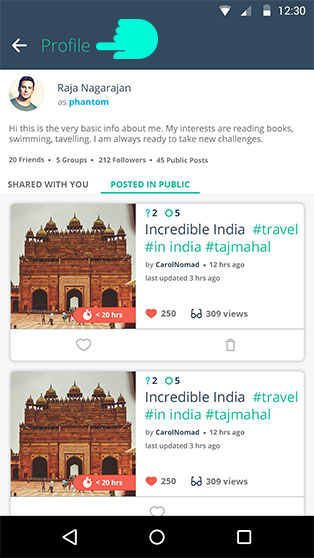 12:30
Profile
Raja Nagarajan
as phantom
Hi this is the very basic info about me. My interests are reading books,
swimming, tavelling. I am always ready to take new challenges.
20 Friends • 5 Groups • 212 Followers • 45 Public Posts
SHARED WITH YOU POSTED IN PUBLIC
? 2 5
Incredible India #travel
#in india #tajmahal
by CarolNomad • 12 hrs ago
last updated 3 hrs ago
< 20 hrs
250 309 views
? 2 5
Incredible India #travel
#in india #tajmahal
by CarolNomad • 12 hrs ago
last updated 3 hrs ago
< 20 hrs
250 309 views